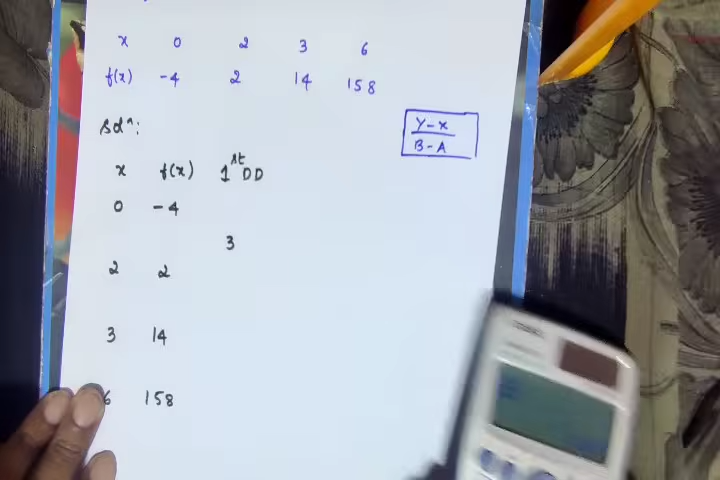 x 0 2 3 6
f(x) -4 2 14 158
Y-X
B-A
Solⁿ:
x f(x) 1st DD
0 -4
3
2 2
3 14
6 158